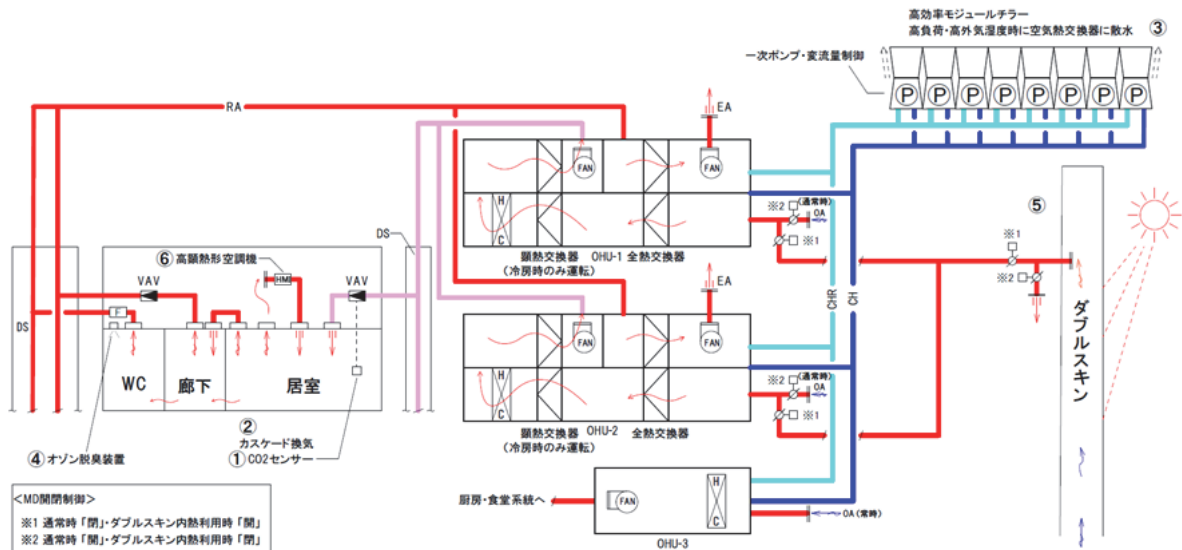 高効率モジュールチラー
高負荷・高外気湿度時に空気熱交換器に散水 ③
一次ポンプ・変流量制御
P P P P P P P P
RA
EA
FAN FAN
※2 (通常時)
OA
※1
H
C
顕熱交換器 OHU-1 全熱交換器
(冷房時のみ運転)
DS
⑥ 高顕熱形空調機
HM
VAV VAV
F
DS
WC 廊下 居室
②
カスケード換気
④ オゾン脱臭装置 ① CO2センサー
EA
FAN FAN
※2 (通常時)
OA
※1
H
C
顕熱交換器 OHU-2 全熱交換器
(冷房時のみ運転)
CHR CH
⑤
※1
※2
ダブルスキン
厨房・食堂系統へ
FAN
H
C
OA(常時)
OHU-3
<MD開閉制御>
※1 通常時「閉」・ダブルスキン内熱利用時「開」
※2 通常時「開」・ダブルスキン内熱利用時「閉」